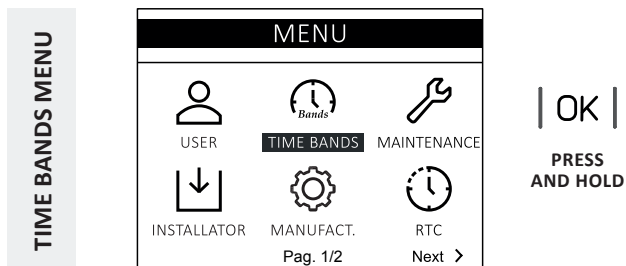 TIME BANDS MENU
MENU
Bands
USER
TIME BANDS
MAINTENANCE
INSTALLATOR
MANUFACT.
RTC
Pag. 1/2
Next >
| OK |
PRESS
AND HOLD